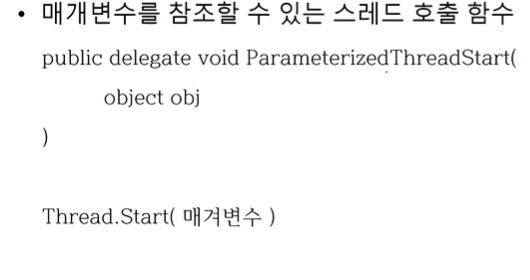 • 매개변수를 참조할 수 있는 스레드 호출 함수
public delegate void ParameterizedThreadStart(
object obj
)
Thread.Start( 매겨변수 )